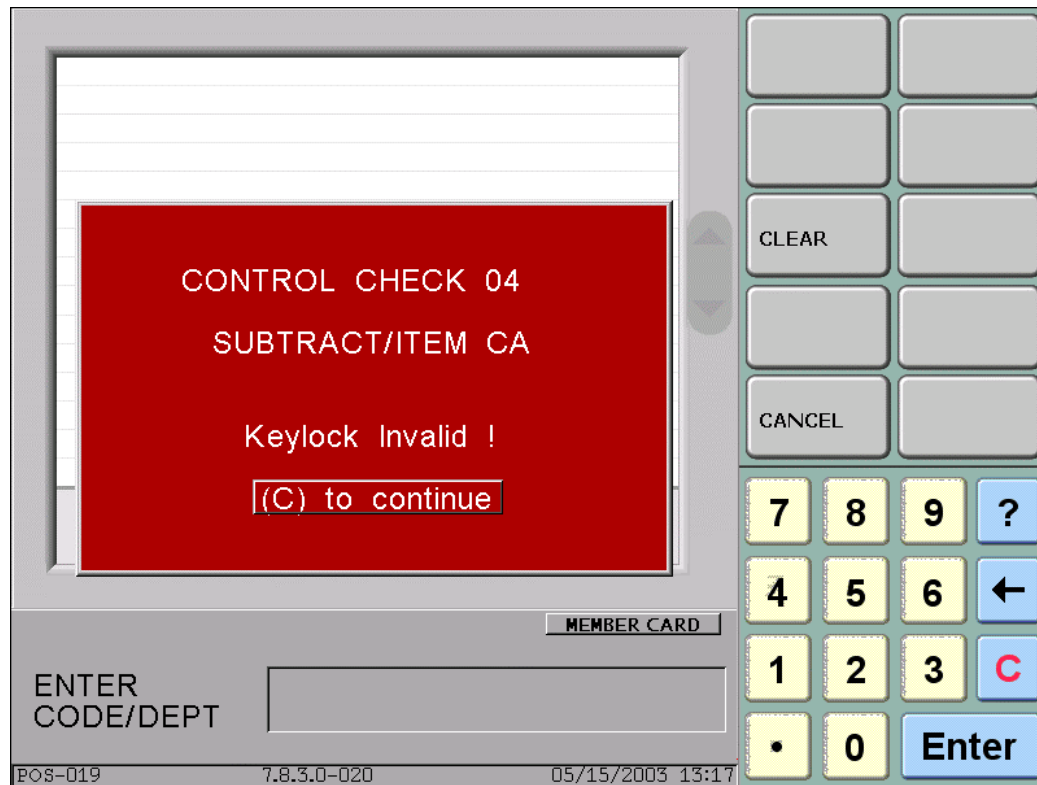 CONTROL CHECK 04
SUBTRACT/ITEM CA
Keylock Invalid !
(C) to continue
MEMBER CARD
ENTER
CODE/DEPT
POS-019 7.8.3.0-020 05/15/2003 13:17
CLEAR
CANCEL
7 8 9 ?
4 5 6 ←
1 2 3 C
. 0 Enter